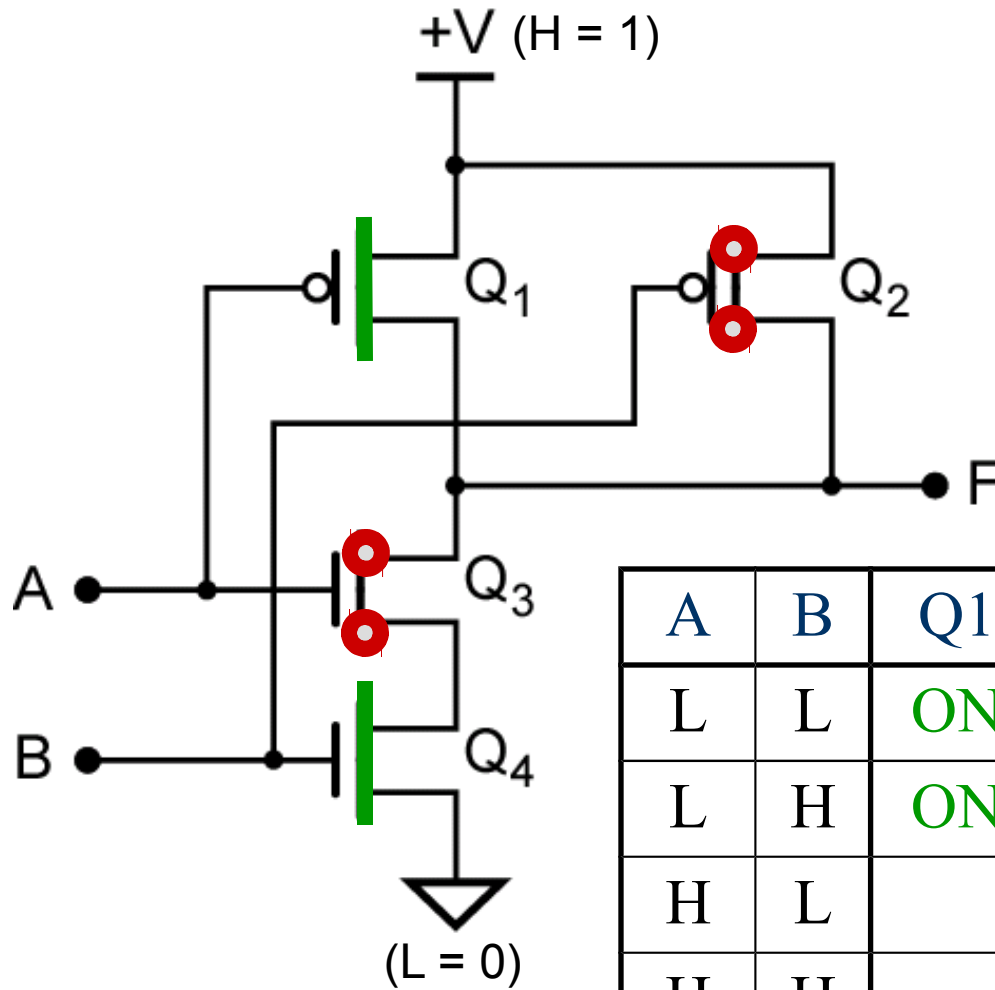 +V (H = 1)
Q1
Q2
F
A
Q3
B
Q4
(L = 0)
A B Q1
L L ON
L H ON
H L
H H